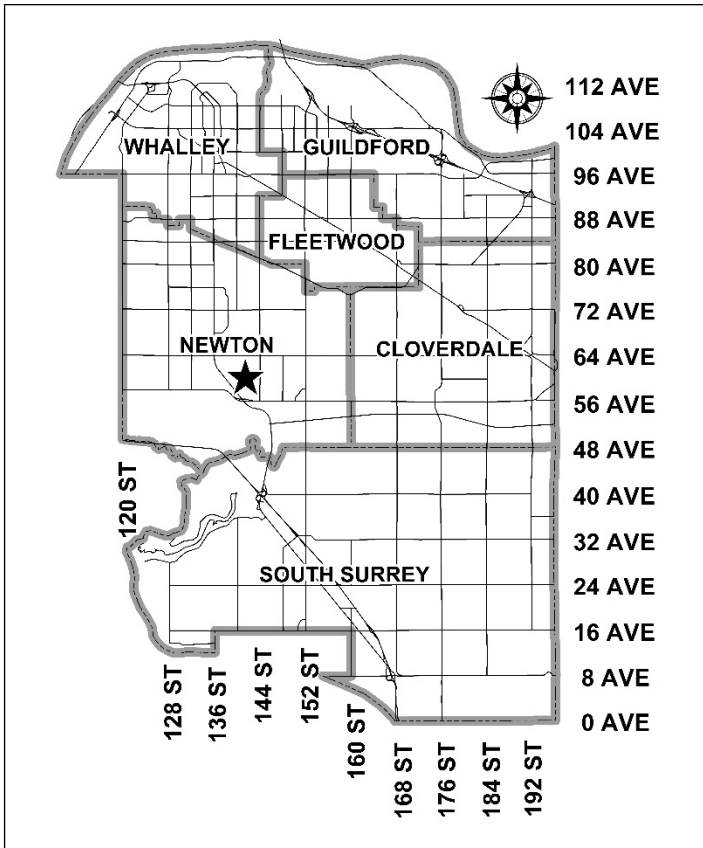 112 AVE
104 AVE
WHALLEY
GUILDFORD
96 AVE
88 AVE
FLEETWOOD
80 AVE
72 AVE
NEWTON
CLOVERDALE
64 AVE
56 AVE
48 AVE
120 ST
40 AVE
32 AVE
SOUTH SURREY
24 AVE
16 AVE
8 AVE
0 AVE
128 ST
136 ST
144 ST
152 ST
160 ST
168 ST
176 ST
184 ST
192 ST